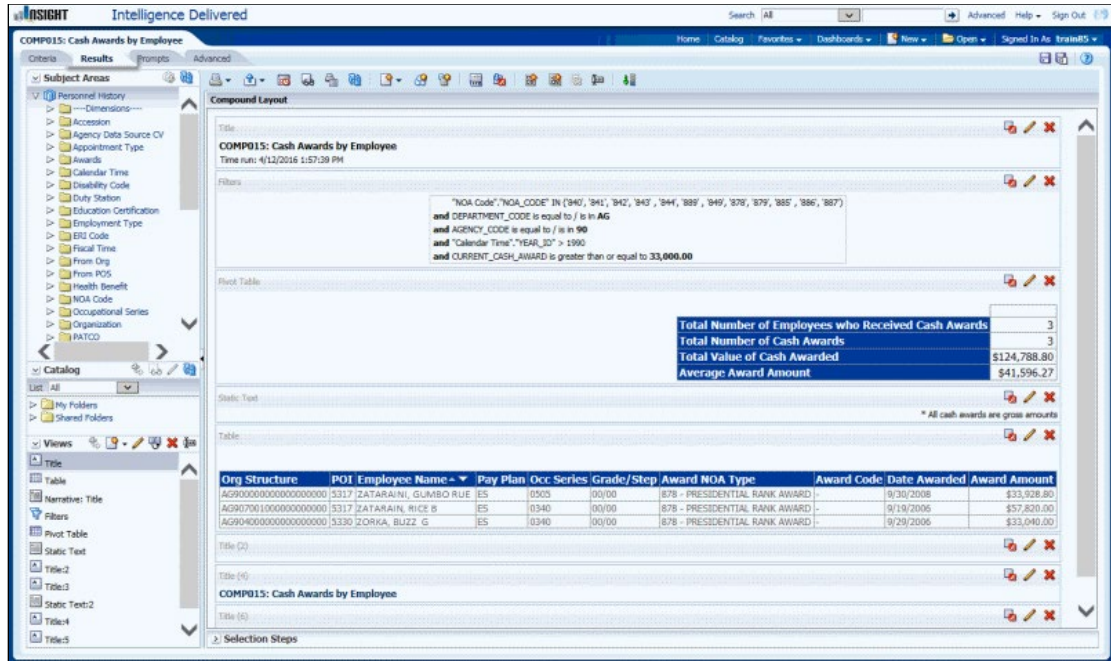 INSIGHT Intelligence Delivered Search All Advanced Help Sign Out
COMP015: Cash Awards by Employee Home Catalog Favorites Dashboards New Open Signed In As train85
Criteria Results Prompts Advanced
Subject Areas
Personnel History
----Dimensions----
Accession
Agency Data Source CV
Appointment Type
Awards
Calendar Time
Disability Code
Duty Station
Education Certification
Employment Type
ERI Code
Fiscal Time
From Org
From POS
Health Benefit
NOA Code
Occupational Series
Organization
PATCO
Catalog
List All
My Folders
Shared Folders
Views
Title
Table
Narrative: Title
Filters
Pivot Table
Static Text
Title:2
Title:3
Static Text:2
Title:4
Title:5
Compound Layout
Title
COMP015: Cash Awards by Employee
Time run: 4/12/2016 1:57:39 PM
Filters
"NOA Code"."NOA_CODE" IN ('840', '841', '842', '843' , '844', '889' , '849', '878', '879', '885' , '886', '887')
and DEPARTMENT_CODE is equal to / is in AG
and AGENCY_CODE is equal to / is in 90
and "Calendar Time"."YEAR_ID" > 1990
and CURRENT_CASH_AWARD is greater than or equal to 33,000.00
Pivot Table
Total Number of Employees who Received Cash Awards 3
Total Number of Cash Awards 3
Total Value of Cash Awarded $124,788.80
Average Award Amount $41,596.27
Static Text
* All cash awards are gross amounts
Table
Org Structure POI Employee Name Pay Plan Occ Series Grade/Step Award NOA Type Award Code Date Awarded Award Amount
AG900000000000000000 5317 ZATARAINI, GUMBO RUE ES 0505 00/00 878 - PRESIDENTIAL RANK AWARD - 9/30/2008 $33,928.80
AG907001000000000000 5317 ZATARAIN, RICE B ES 0340 00/00 878 - PRESIDENTIAL RANK AWARD - 9/19/2006 $57,820.00
AG904000000000000000 5330 ZORKA, BUZZ G ES 0340 00/00 878 - PRESIDENTIAL RANK AWARD - 9/29/2006 $33,040.00
Title (2)
Title (4)
COMP015: Cash Awards by Employee
Title (6)
Selection Steps